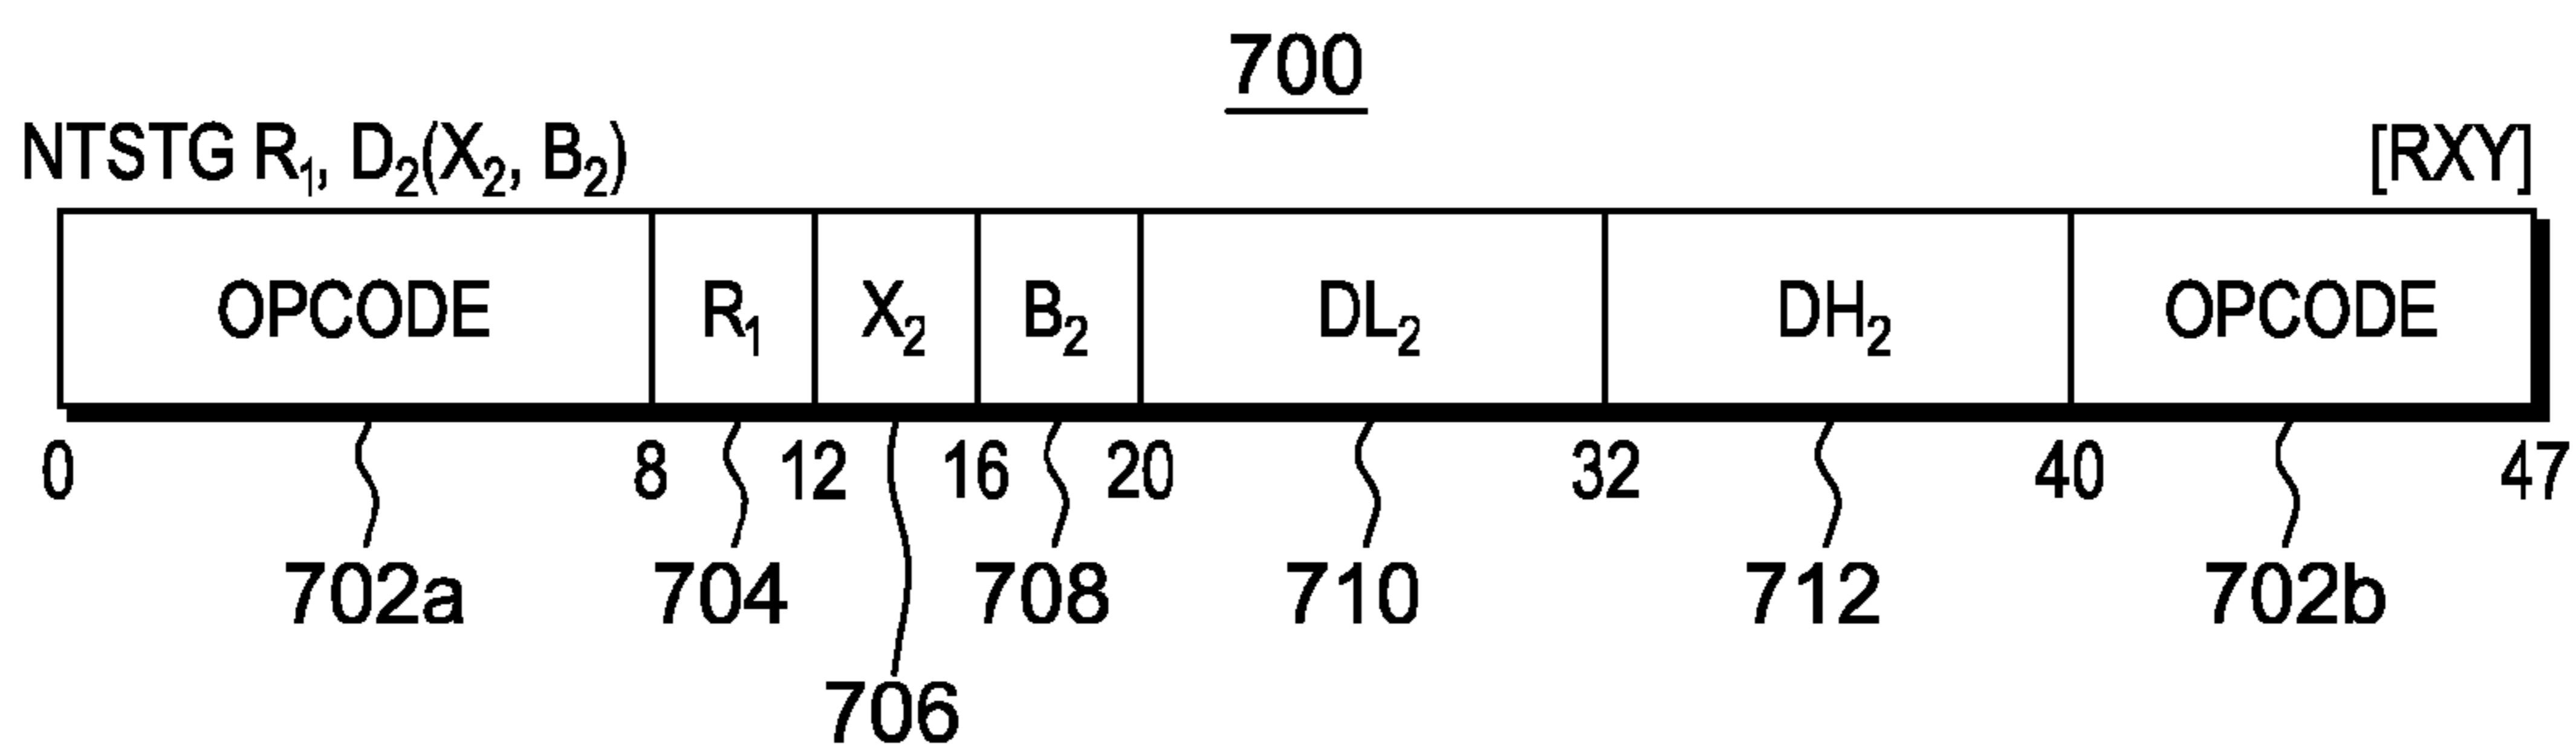 700
NTSTG R₁, D₂(X₂, B₂) [RXY]
OPCODE R₁ X₂ B₂ DL₂ DH₂ OPCODE
0 8 12 16 20 32 40 47
702a 704 708 710 712 702b
706